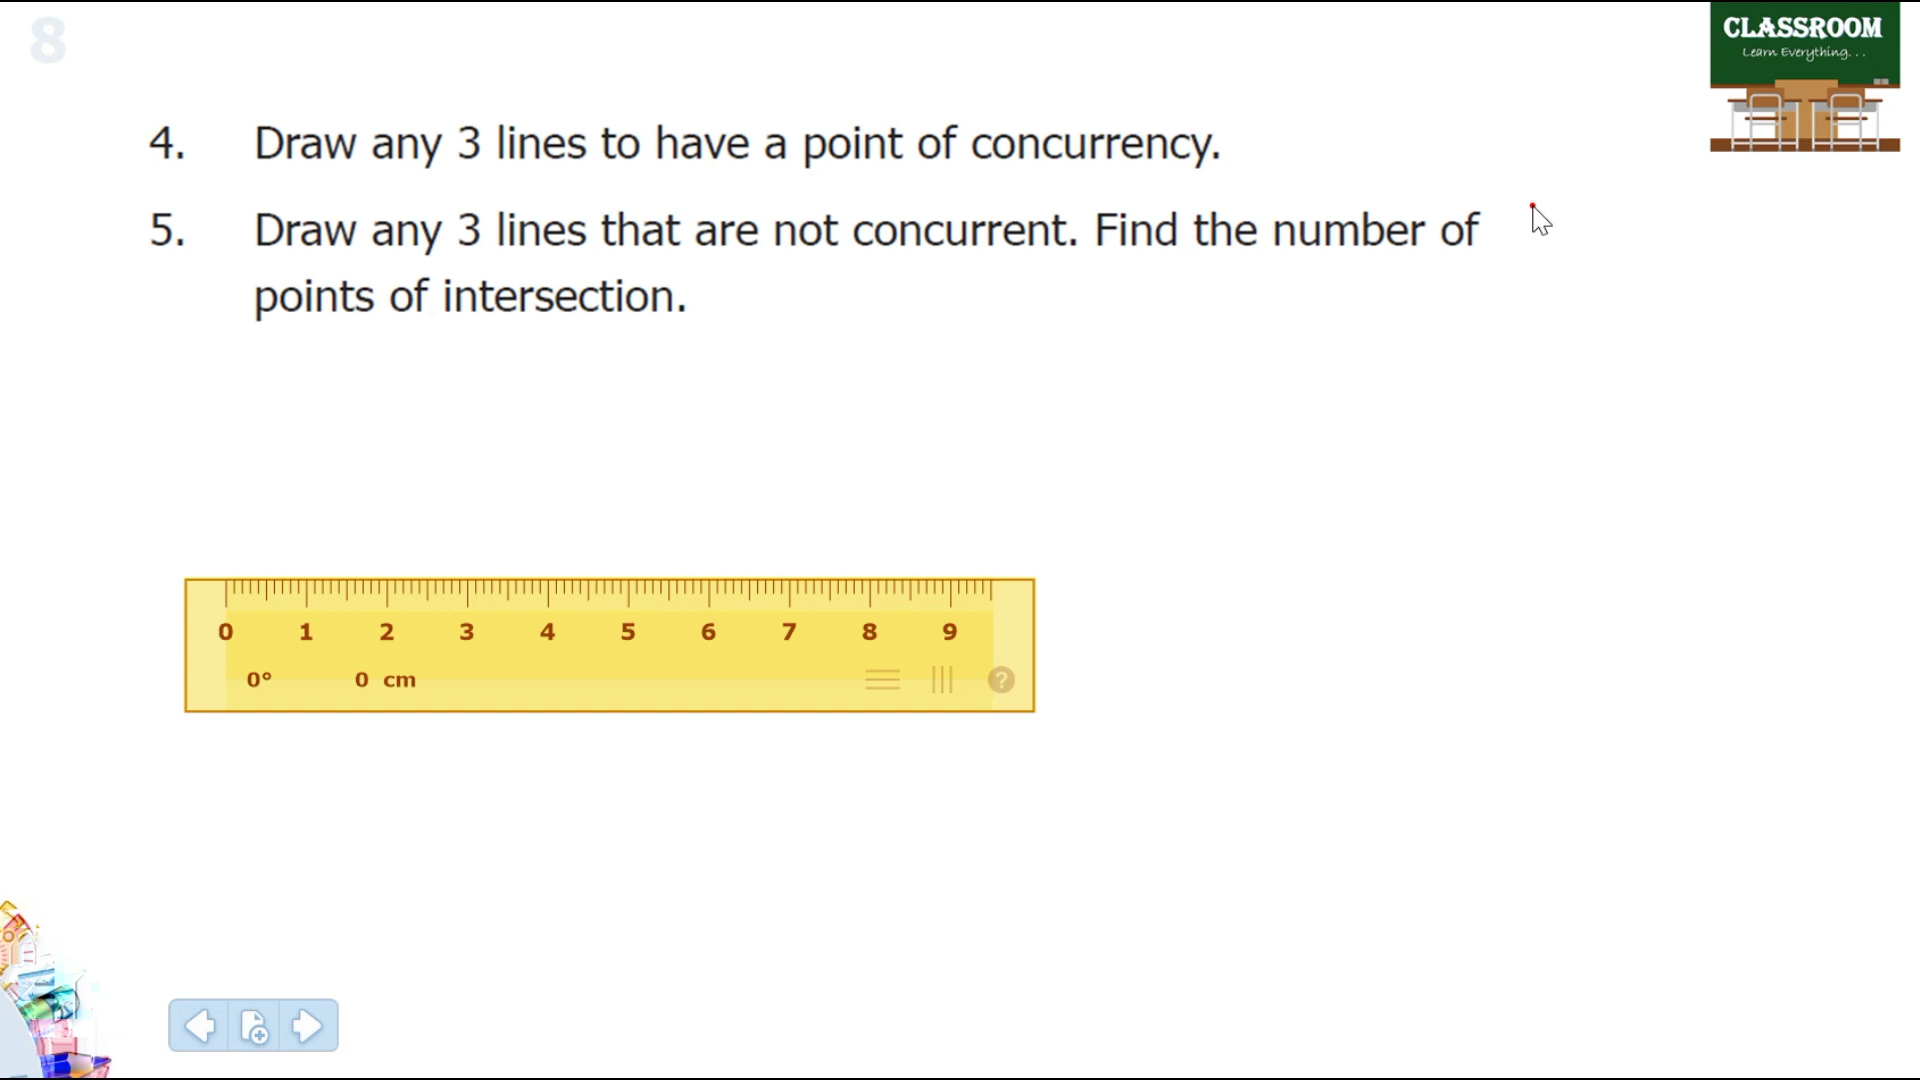 8
CLASSROOM
Learn Everything. . .
4. Draw any 3 lines to have a point of concurrency.
5. Draw any 3 lines that are not concurrent. Find the number of
points of intersection.
0 1 2 3 4 5 6 7 8 9
0° 0 cm ?